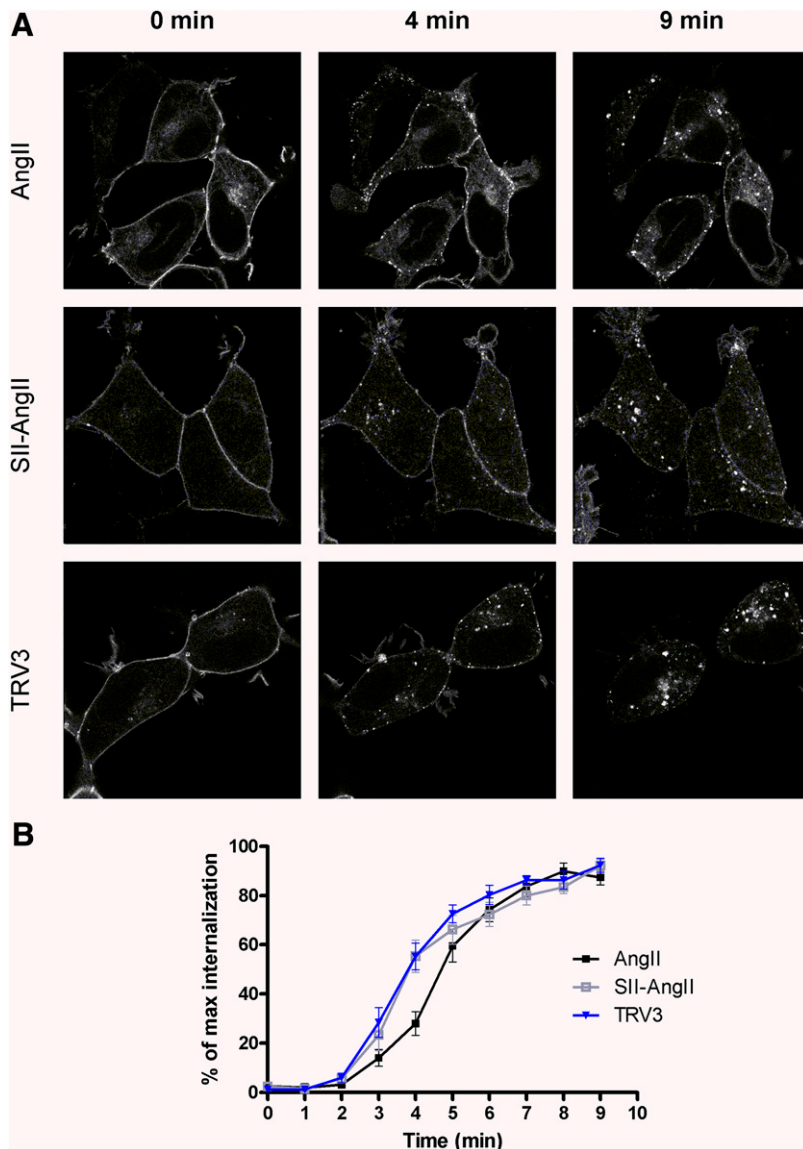 A
0 min 4 min 9 min
AngII
SII-AngII
TRV3
B
% of max internalization
100
80
60
40
20
0
0 1 2 3 4 5 6 7 8 9 10
Time (min)
AngII
SII-AngII
TRV3